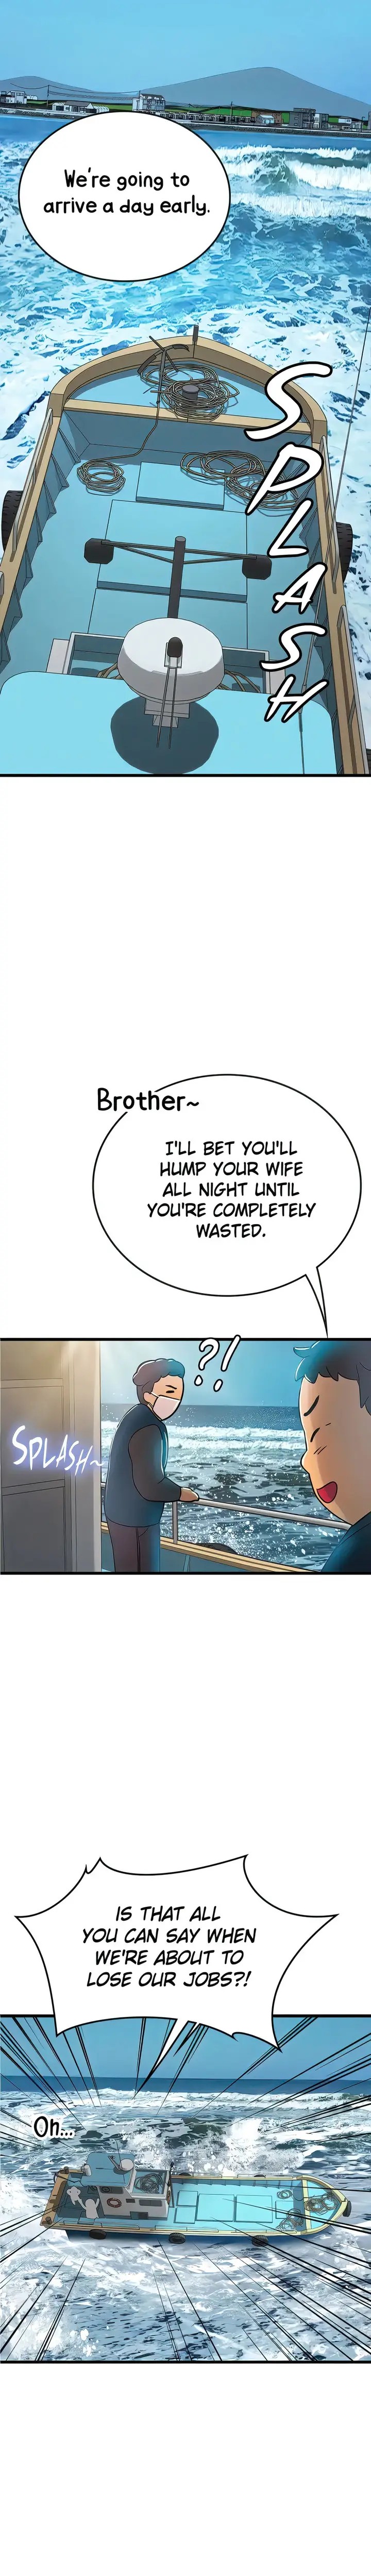 We're going to
arrive a day early.
SPLASH
Brother~
I'LL BET YOU'LL
HUMP YOUR WIFE
ALL NIGHT UNTIL
YOU'RE COMPLETELY
WASTED.
?!
SPLASH~
IS THAT ALL
YOU CAN SAY WHEN
WE'RE ABOUT TO
LOSE OUR JOBS?!
Oh...